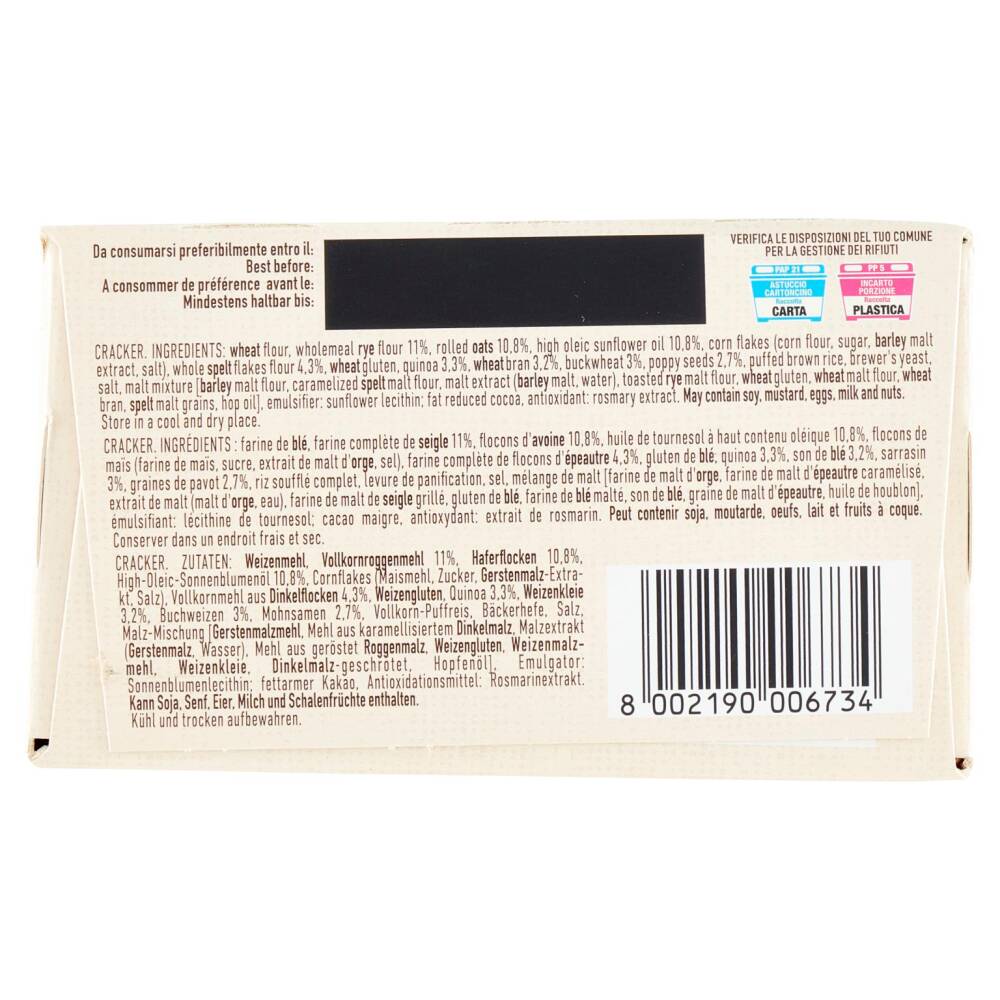 Da consumarsi preferibilmente entro il:
Best before:
A consommer de préférence avant le:
Mindestens haltbar bis:
VERIFICA LE DISPOSIZIONI DEL TUO COMUNE
PER LA GESTIONE DEI RIFIUTI
PAP 21
ASTUCCIO
CARTONCINO
Raccolta
CARTA
PP 5
INCARTO
PORZIONE
Raccolta
PLASTICA
CRACKER. INGREDIENTS: wheat flour, wholemeal rye flour 11%, rolled oats 10,8%, high oleic sunflower oil 10,8%, corn flakes (corn flour, sugar, barley malt
extract, salt), whole spelt flakes flour 4,3%, wheat gluten, quinoa 3,3%, wheat bran 3,2%, buckwheat 3%, poppy seeds 2,7%, puffed brown rice, brewer's yeast,
salt, malt mixture [barley malt flour, caramelized spelt malt flour, malt extract (barley malt, water), toasted rye malt flour, wheat gluten, wheat malt flour, wheat
bran, spelt malt grains, hop oil], emulsifier: sunflower lecithin; fat reduced cocoa, antioxidant: rosmary extract. May contain soy, mustard, eggs, milk and nuts.
Store in a cool and dry place.
CRACKER. INGRÉDIENTS : farine de blé, farine complète de seigle 11%, flocons d'avoine 10,8%, huile de tournesol à haut contenu oléique 10,8%, flocons de
maïs (farine de maïs, sucre, extrait de malt d'orge, sel), farine complète de flocons d'épeautre 4,3%, gluten de blé, quinoa 3,3%, son de blé 3,2%, sarrasin
3%, graines de pavot 2,7%, riz soufflé complet, levure de panification, sel, mélange de malt [farine de malt d'orge, farine de malt d'épeautre caramélisé,
extrait de malt (malt d'orge, eau), farine de malt de seigle grillé, gluten de blé, farine de blé malté, son de blé, graine de malt d'épeautre, huile de houblon],
émulsifiant: lécithine de tournesol; cacao maigre, antioxydant: extrait de rosmarin. Peut contenir soja, moutarde, oeufs, lait et fruits à coque.
Conserver dans un endroit frais et sec.
CRACKER. ZUTATEN: Weizenmehl, Vollkornroggenmehl 11%, Haferflocken 10,8%,
High-Oleic-Sonnenblumenöl 10,8%, Cornflakes (Maismehl, Zucker, Gerstenmalz-Extra-
kt, Salz), Vollkornmehl aus Dinkelflocken 4,3%, Weizengluten, Quinoa 3,3%, Weizenkleie
3,2%, Buchweizen 3%, Mohnsamen 2,7%, Vollkorn-Puffreis, Bäckerhefe, Salz,
Malz-Mischung [Gerstenmalzmehl, Mehl aus karamellisiertem Dinkelmalz, Malzextrakt
(Gerstenmalz, Wasser), Mehl aus geröstet Roggenmalz, Weizengluten, Weizenmalz-
mehl, Weizenkleie, Dinkelmalz-geschrötet, Hopfenöl], Emulgator:
Sonnenblumenlecithin; fettarmer Kakao, Antioxidationsmittel: Rosmarinextrakt.
Kann Soja, Senf, Eier, Milch und Schalenfrüchte enthalten.
Kühl und trocken aufbewahren.
8 002190 006734